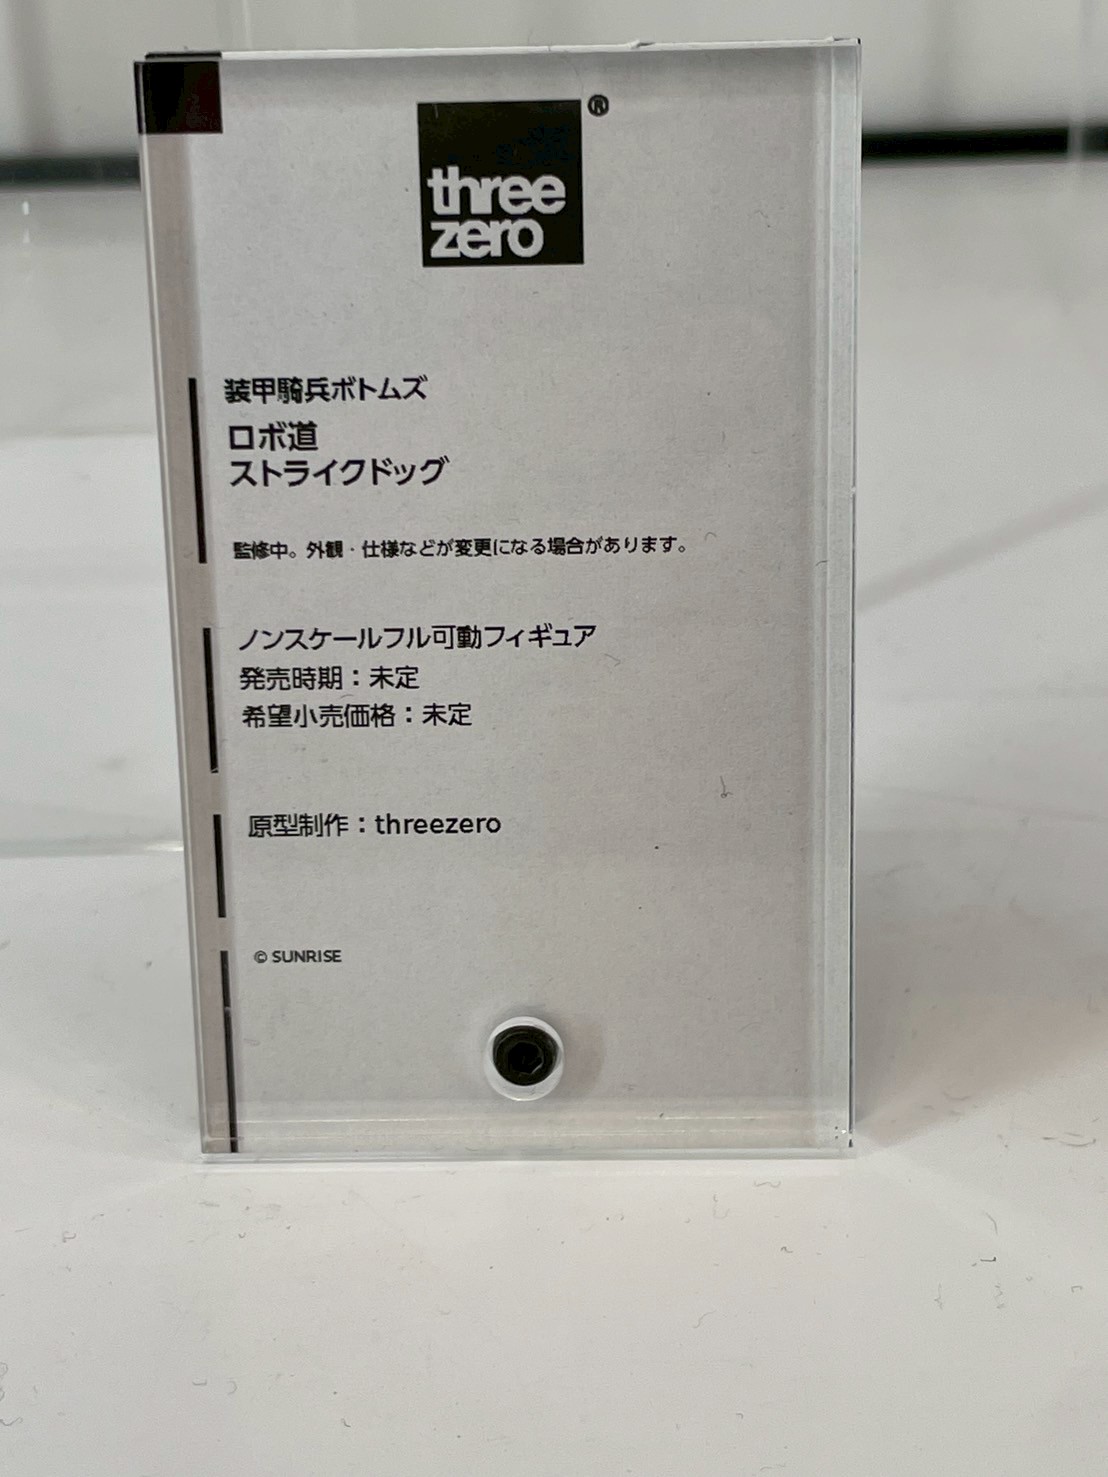 three
zero
®
装甲騎兵ボトムズ
ロボ道
ストライクドッグ
監修中。外観・仕様などが変更になる場合があります。
ノンスケールフル可動フィギュア
発売時期：未定
希望小売価格：未定
原型制作：threezero
© SUNRISE